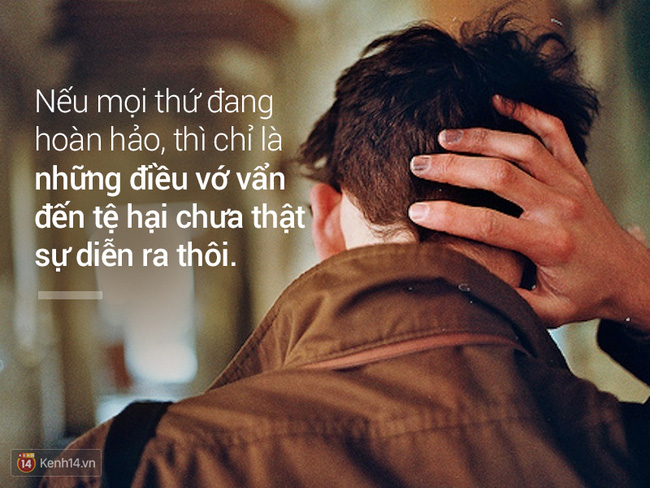 Nếu mọi thứ đang
hoàn hảo, thì chỉ là
những điều vớ vẩn
đến tệ hại chưa thật
sự diễn ra thôi.
14 Kenh14.vn